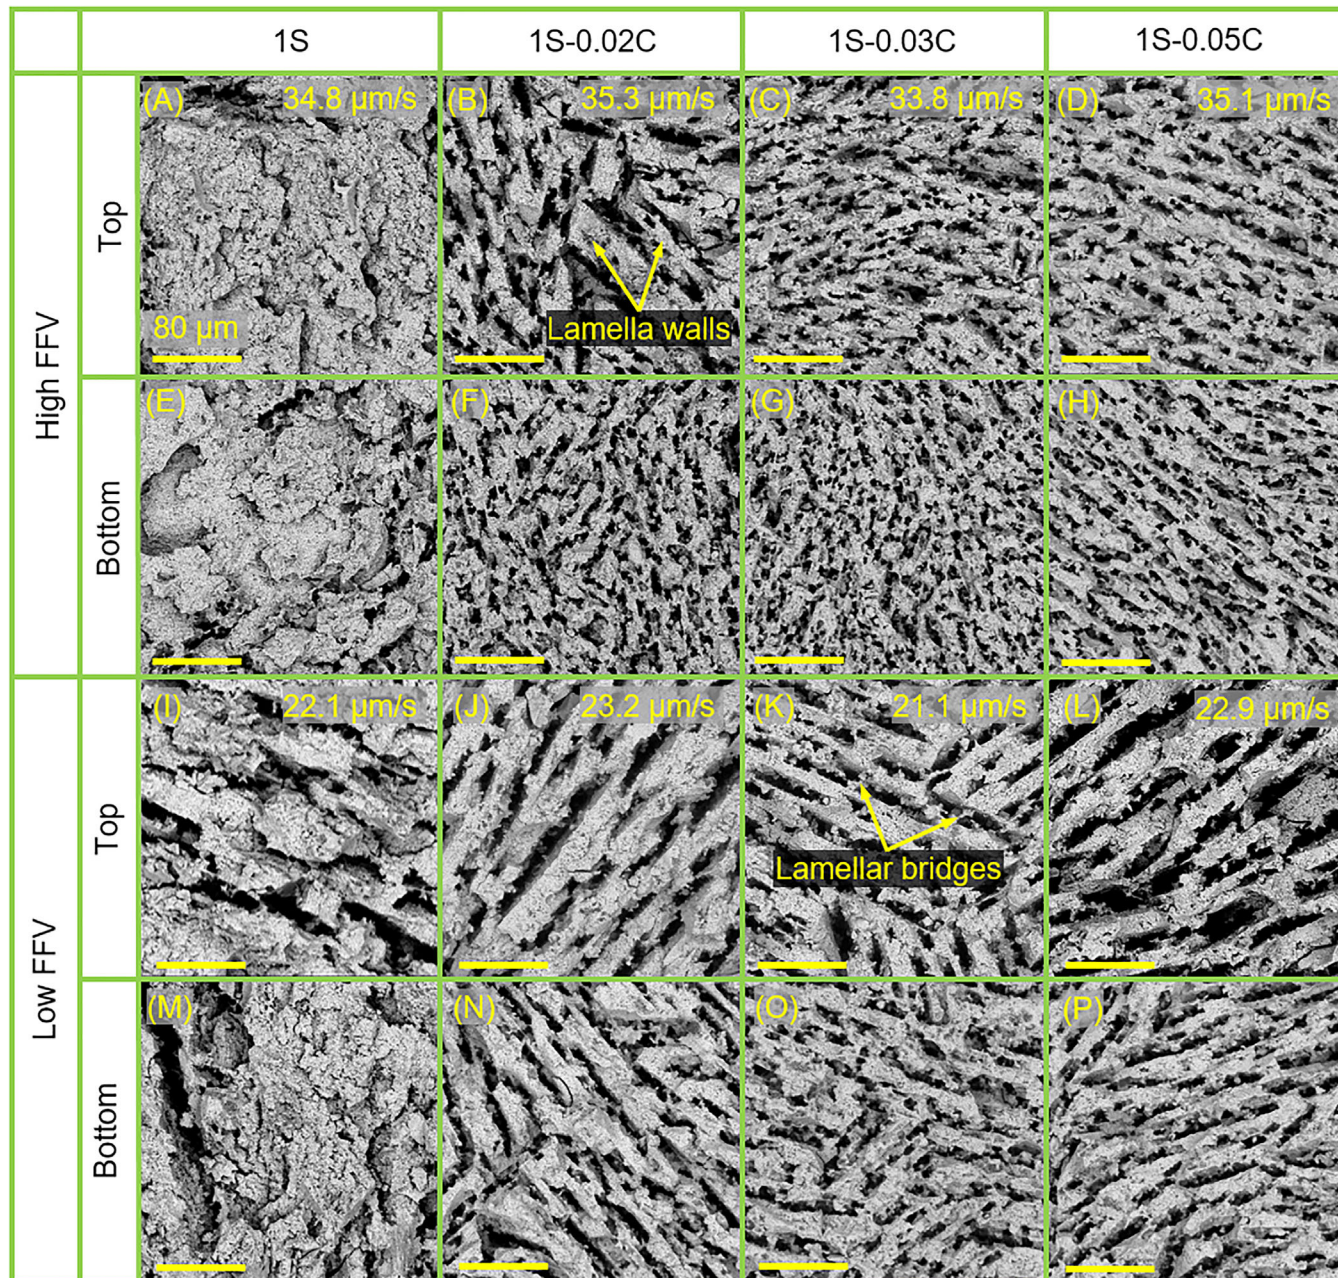 1S 1S-0.02C 1S-0.03C 1S-0.05C
High FFV
Top
(A) 34.8 µm/s
80 µm
(B) 35.3 µm/s
Lamella walls
(C) 33.8 µm/s
(D) 35.1 µm/s
Bottom
(E)
(F)
(G)
(H)
Low FFV
Top
(I) 22.1 µm/s
(J) 23.2 µm/s
(K) 21.1 µm/s
Lamellar bridges
(L) 22.9 µm/s
Bottom
(M)
(N)
(O)
(P)